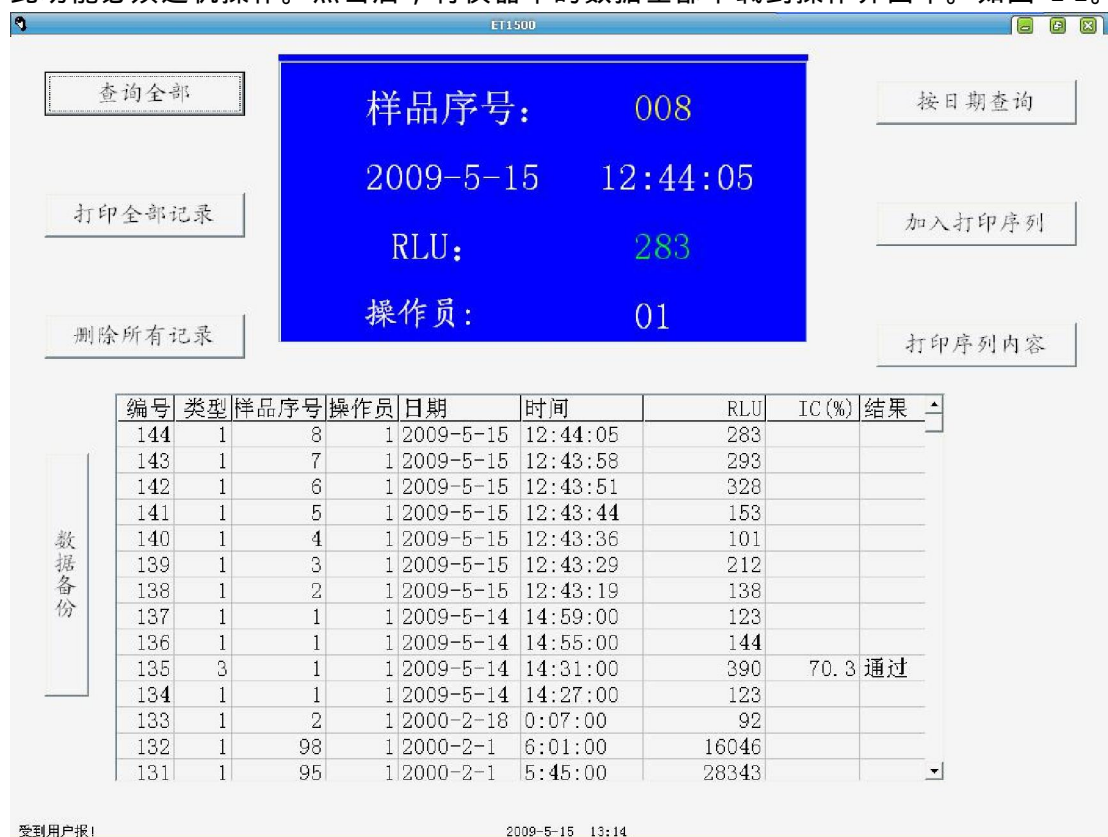 ET1500
查询全部
样品序号： 008
按日期查询
2009-5-15 12:44:05
打印全部记录
加入打印序列
RLU： 283
操作员： 01
删除所有记录
打印序列内容
编号 类型 样品序号 操作员 日期 时间 RLU IC(%) 结果
144 1 8 1 2009-5-15 12:44:05 283
143 1 7 1 2009-5-15 12:43:58 293
142 1 6 1 2009-5-15 12:43:51 328
141 1 5 1 2009-5-15 12:43:44 153
140 1 4 1 2009-5-15 12:43:36 101
139 1 3 1 2009-5-15 12:43:29 212
138 1 2 1 2009-5-15 12:43:19 138
137 1 1 1 2009-5-14 14:59:00 123
136 1 1 1 2009-5-14 14:55:00 144
135 3 1 1 2009-5-14 14:31:00 390 70.3 通过
134 1 1 1 2009-5-14 14:27:00 123
133 1 2 1 2000-2-18 0:07:00 92
132 1 98 1 2000-2-1 6:01:00 16046
131 1 95 1 2000-2-1 5:45:00 28343
数据备份
受到用户报! 2009-5-15 13:14